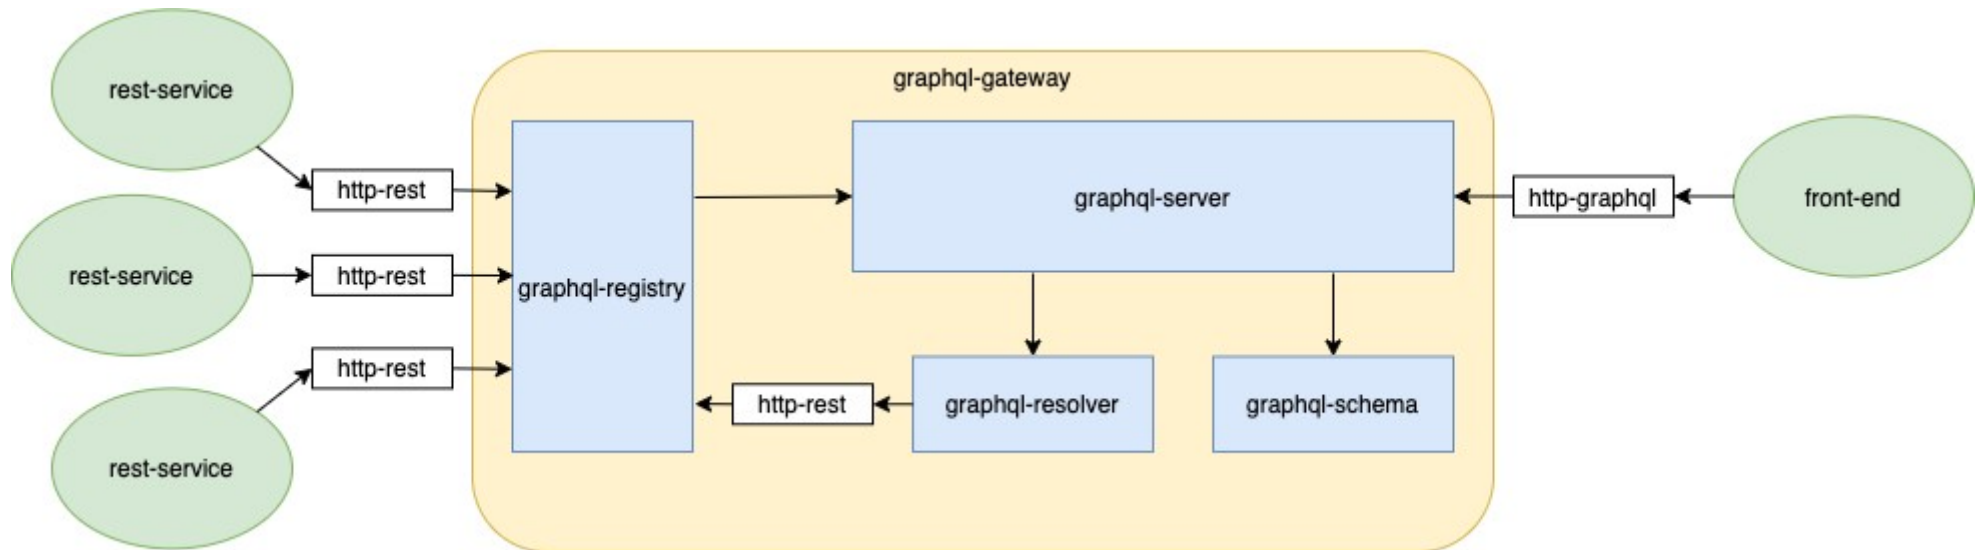 graphql-gateway
rest-service
http-rest
rest-service
http-rest
rest-service
http-rest
graphql-registry
graphql-server
http-graphql
front-end
http-rest
graphql-resolver
graphql-schema